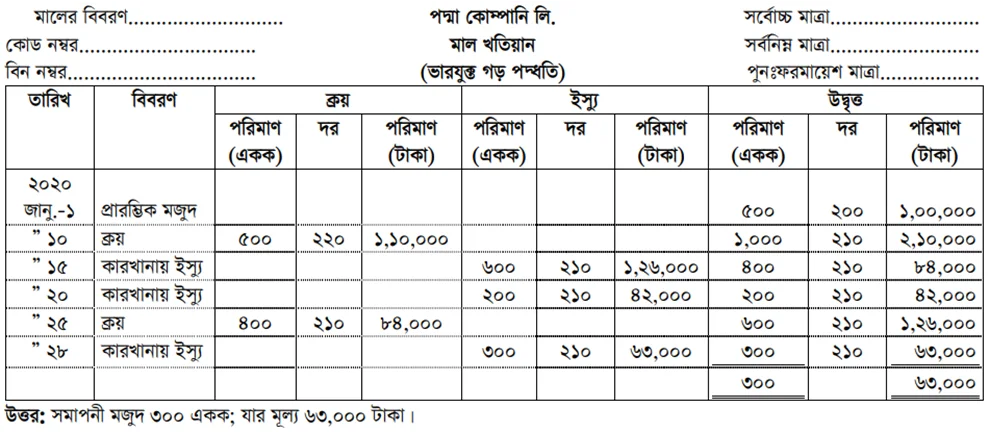 মালের বিবরণ................................ পদ্মা কোম্পানি লি. সর্বোচ্চ মাত্রা................................
কোড নম্বর................................ মাল খতিয়ান সর্বনিম্ন মাত্রা................................
বিন নম্বর................................ (ভারযুক্ত গড় পদ্ধতি) পুনঃফরমায়েশ মাত্রা................................
তারিখ বিবরণ ক্রয় ইস্যু উদ্বৃত্ত
পরিমাণ (একক) দর পরিমাণ (টাকা) পরিমাণ (একক) দর পরিমাণ (টাকা) পরিমাণ (একক) দর পরিমাণ (টাকা)
২০২০
জানু.-১ প্রারম্ভিক মজুদ ৫০০ ২০০ ১,০০,০০০
” ১০ ক্রয় ৫০০ ২২০ ১,১০,০০০ ১,০০০ ২১০ ২,১০,০০০
” ১৫ কারখানায় ইস্যু ৬০০ ২১০ ১,২৬,০০০ ৪০০ ২১০ ৮৪,০০০
” ২০ কারখানায় ইস্যু ২০০ ২১০ ৪২,০০০ ২০০ ২১০ ৪২,০০০
” ২৫ ক্রয় ৪০০ ২১০ ৮৪,০০০ ৬০০ ২১০ ১,২৬,০০০
” ২৮ কারখানায় ইস্যু ৩০০ ২১০ ৬৩,০০০ ৩০০ ২১০ ৬৩,০০০
৩০০ ৬৩,০০০
উত্তর: সমাপনী মজুদ ৩০০ একক; যার মূল্য ৬৩,০০০ টাকা।